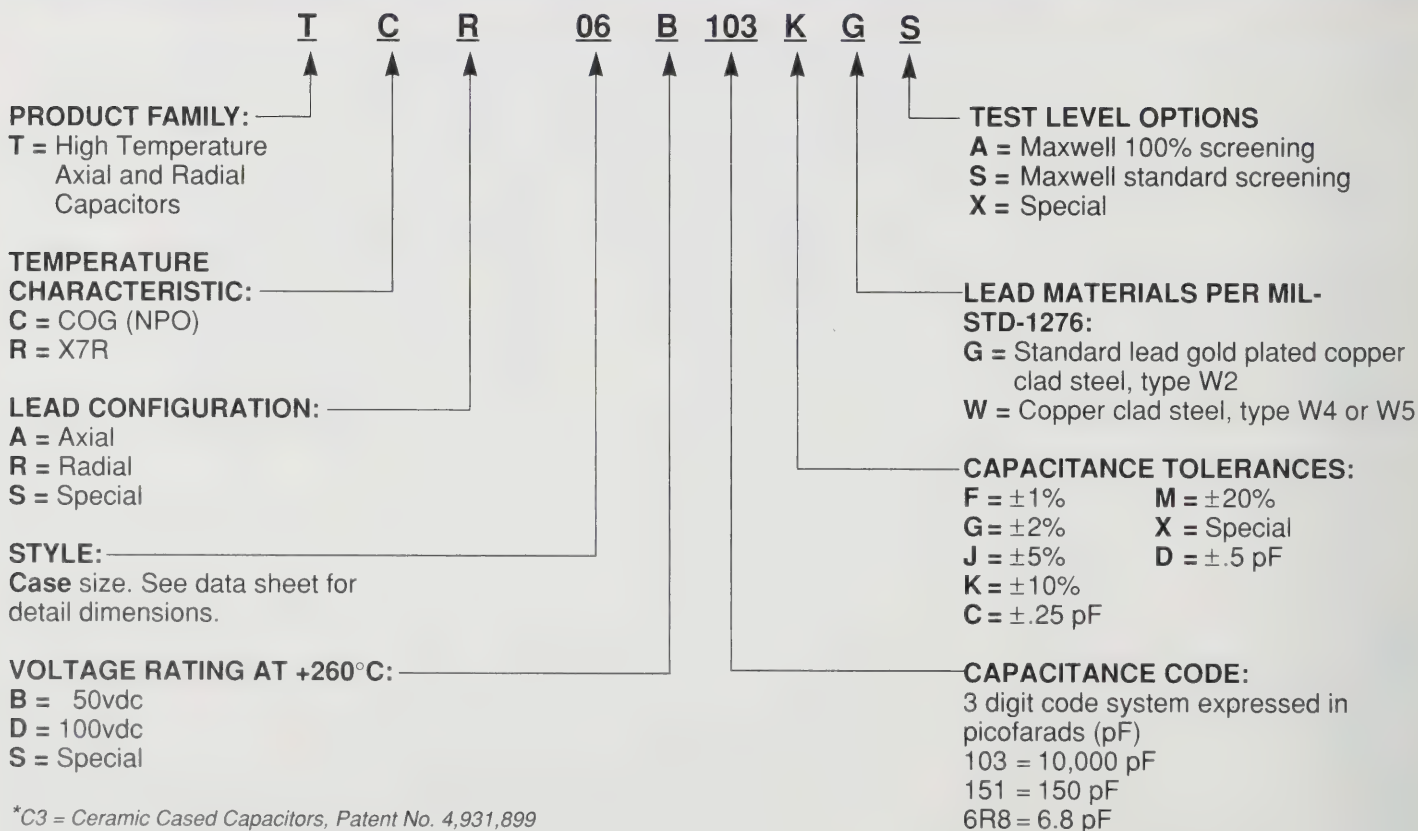 T C R 06 B 103 K G S
PRODUCT FAMILY:
T = High Temperature
Axial and Radial
Capacitors
TEMPERATURE
CHARACTERISTIC:
C = COG (NPO)
R = X7R
LEAD CONFIGURATION:
A = Axial
R = Radial
S = Special
STYLE:
Case size. See data sheet for
detail dimensions.
VOLTAGE RATING AT +260°C:
B = 50vdc
D = 100vdc
S = Special
*C3 = Ceramic Cased Capacitors, Patent No. 4,931,899
TEST LEVEL OPTIONS
A = Maxwell 100% screening
S = Maxwell standard screening
X = Special
LEAD MATERIALS PER MIL-
STD-1276:
G = Standard lead gold plated copper
clad steel, type W2
W = Copper clad steel, type W4 or W5
CAPACITANCE TOLERANCES:
F = ±1% M = ±20%
G = ±2% X = Special
J = ±5% D = ±.5 pF
K = ±10%
C = ±.25 pF
CAPACITANCE CODE:
3 digit code system expressed in
picofarads (pF)
103 = 10,000 pF
151 = 150 pF
6R8 = 6.8 pF